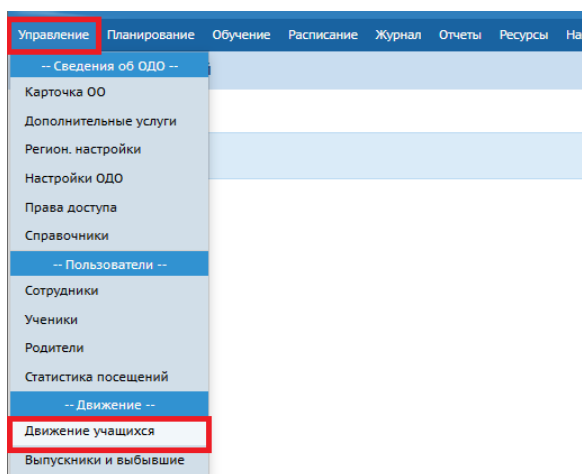 Управление Планирование Обучение Расписание Журнал Отчеты Ресурсы На
-- Сведения об ОДО --
Карточка ОО
Дополнительные услуги
Регион. настройки
Настройки ОДО
Права доступа
Справочники
-- Пользователи --
Сотрудники
Ученики
Родители
Статистика посещений
-- Движение --
Движение учащихся
Выпускники и выбывшие